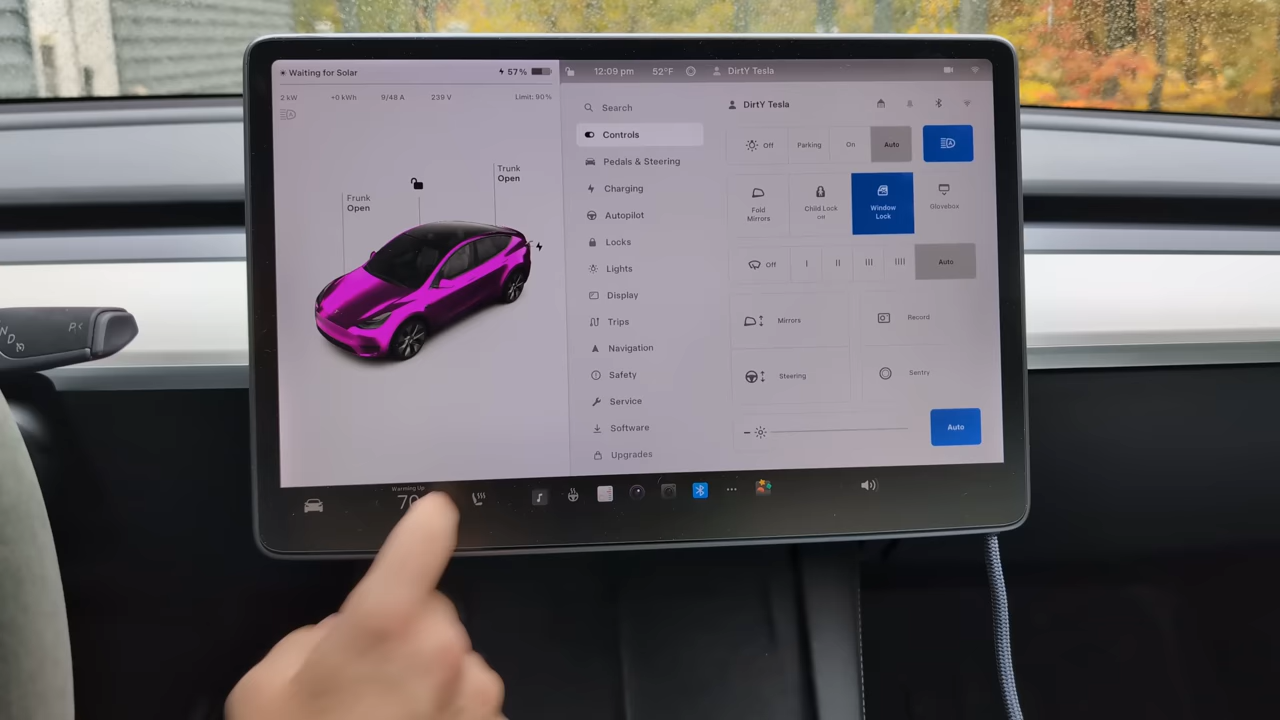 Waiting for Solar
57 %
12:09 pm
52°F
DirtY Tesla
2 kW
+0 kWh
9/48 A
239 V
Limit: 90%
Frunk
Open
Trunk
Open
Search
Controls
Pedals & Steering
Charging
Autopilot
Locks
Lights
Display
Trips
Navigation
Safety
Service
Software
Upgrades
DirtY Tesla
Off
Parking
On
Auto
A
Fold
Mirrors
Child Lock
Off
Window
Lock
Glovebox
Off
I
II
III
IIII
Auto
Mirrors
Record
Steering
Sentry
Auto
Warming Up
70
N
D
P